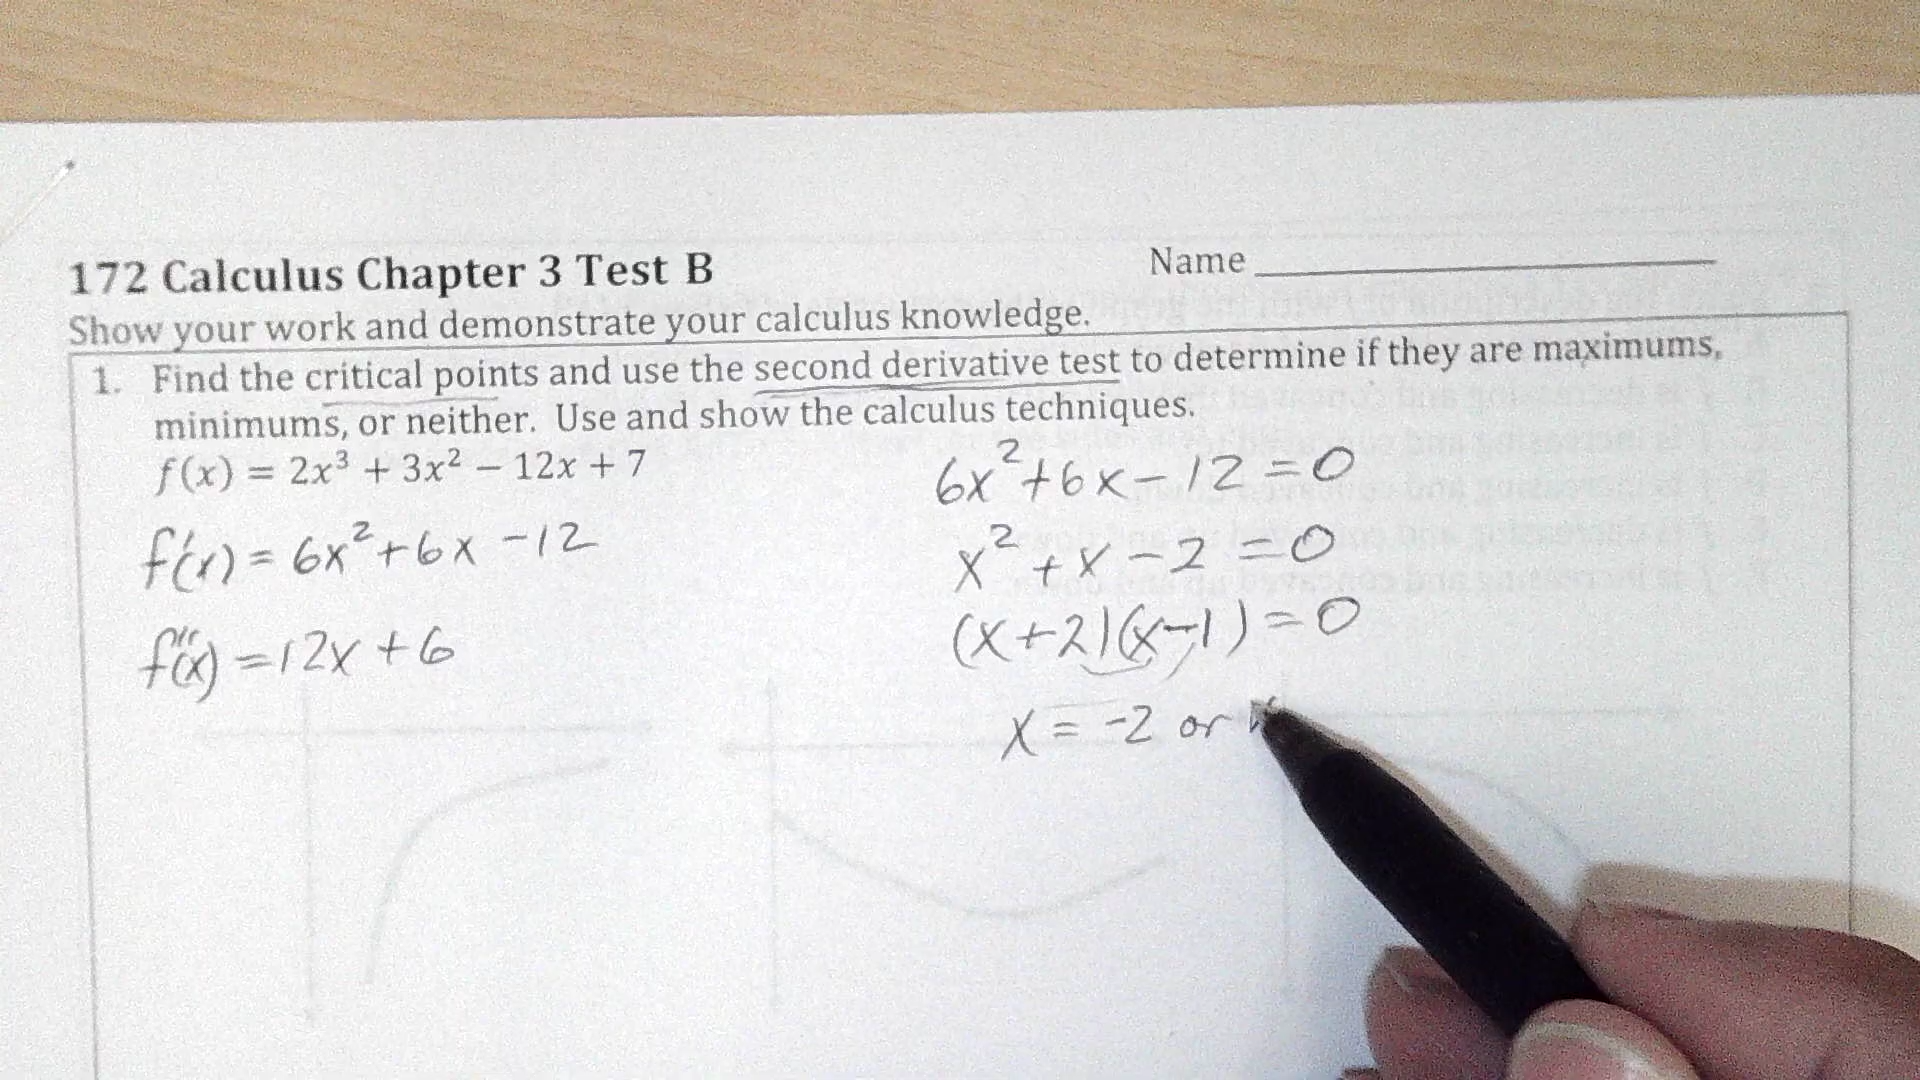 172 Calculus Chapter 3 Test B
Name
Show your work and demonstrate your calculus knowledge.
1. Find the critical points and use the second derivative test to determine if they are maximums,
minimums, or neither. Use and show the calculus techniques.
f(x) = 2x³ + 3x² − 12x + 7
f'(x) = 6x² + 6x - 12
f''(x) = 12x + 6
6x² + 6x - 12 = 0
x² + x - 2 = 0
(x + 2)(x - 1) = 0
x = -2 or